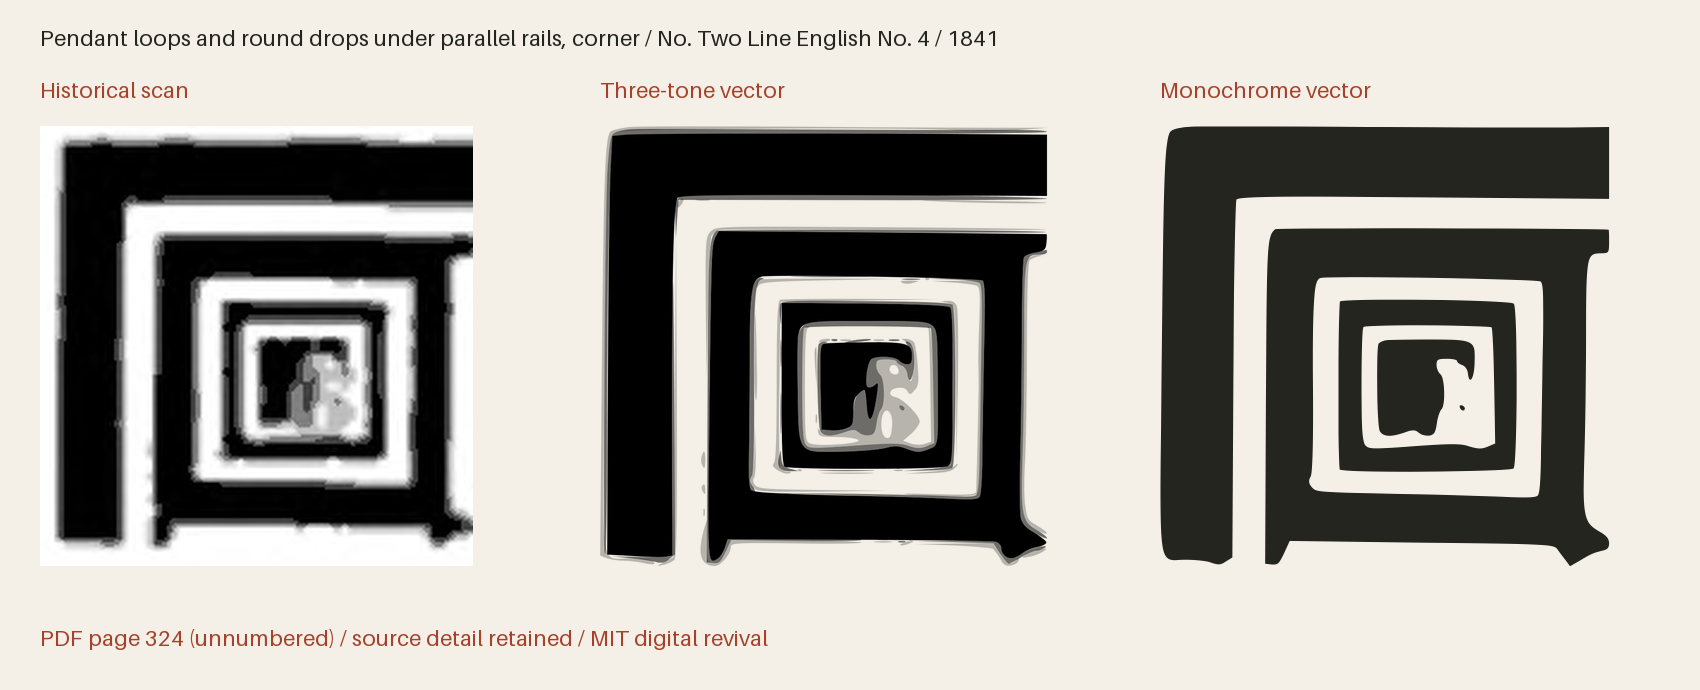 Pendant loops and round drops under parallel rails, corner / No. Two Line English No. 4 / 1841
Historical scan
Three-tone vector
Monochrome vector
PDF page 324 (unnumbered) / source detail retained / MIT digital revival